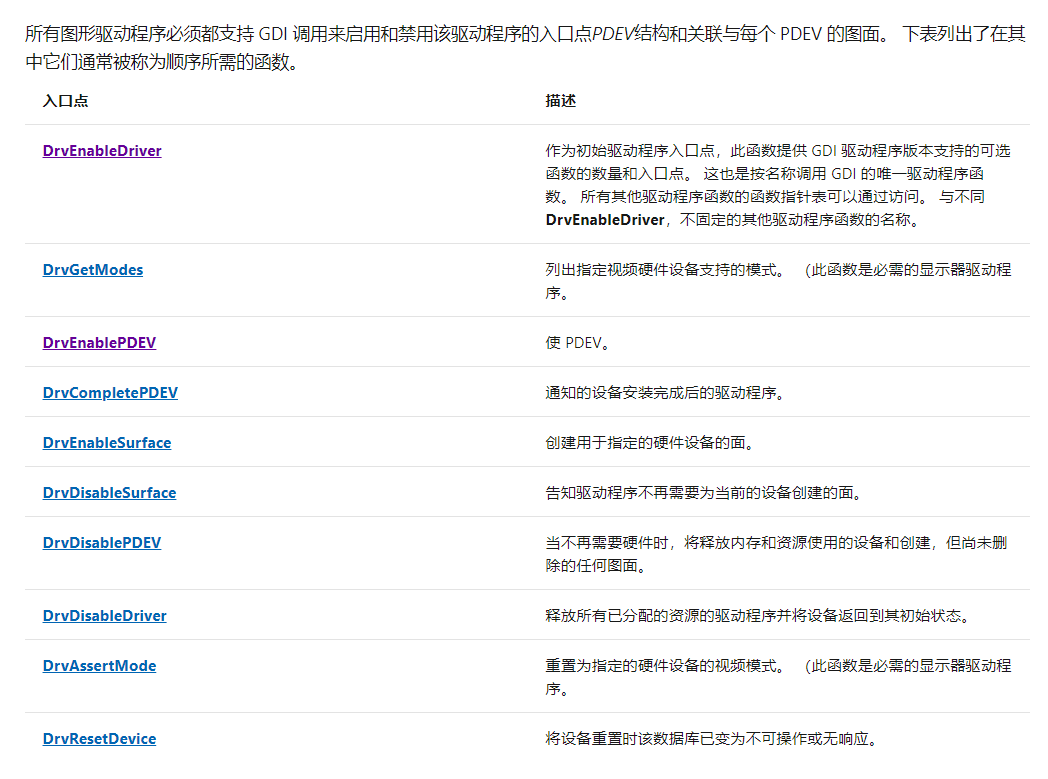 所有图形驱动程序必须都支持 GDI 调用来启用和禁用该驱动程序的入口点PDEV结构和关联与每个 PDEV 的图面。 下表列出了在其
中它们通常被称为顺序所需的函数。
入口点 描述
DrvEnableDriver 作为初始驱动程序入口点，此函数提供 GDI 驱动程序版本支持的可选
函数的数量和入口点。 这也是按名称调用 GDI 的唯一驱动程序函
数。 所有其他驱动程序函数的函数指针表可以通过访问。 与不同
DrvEnableDriver，不固定的其他驱动程序函数的名称。
DrvGetModes 列出指定视频硬件设备支持的模式。 （此函数是必需的显示器驱动程
序。
DrvEnablePDEV 使 PDEV。
DrvCompletePDEV 通知的设备安装完成后的驱动程序。
DrvEnableSurface 创建用于指定的硬件设备的面。
DrvDisableSurface 告知驱动程序不再需要为当前的设备创建的面。
DrvDisablePDEV 当不再需要硬件时，将释放内存和资源使用的设备和创建，但尚未删
除的任何图面。
DrvDisableDriver 释放所有已分配的资源的驱动程序并将设备返回到其初始状态。
DrvAssertMode 重置为指定的硬件设备的视频模式。 （此函数是必需的显示器驱动程
序。
DrvResetDevice 将设备重置时该数据库已变为不可操作或无响应。